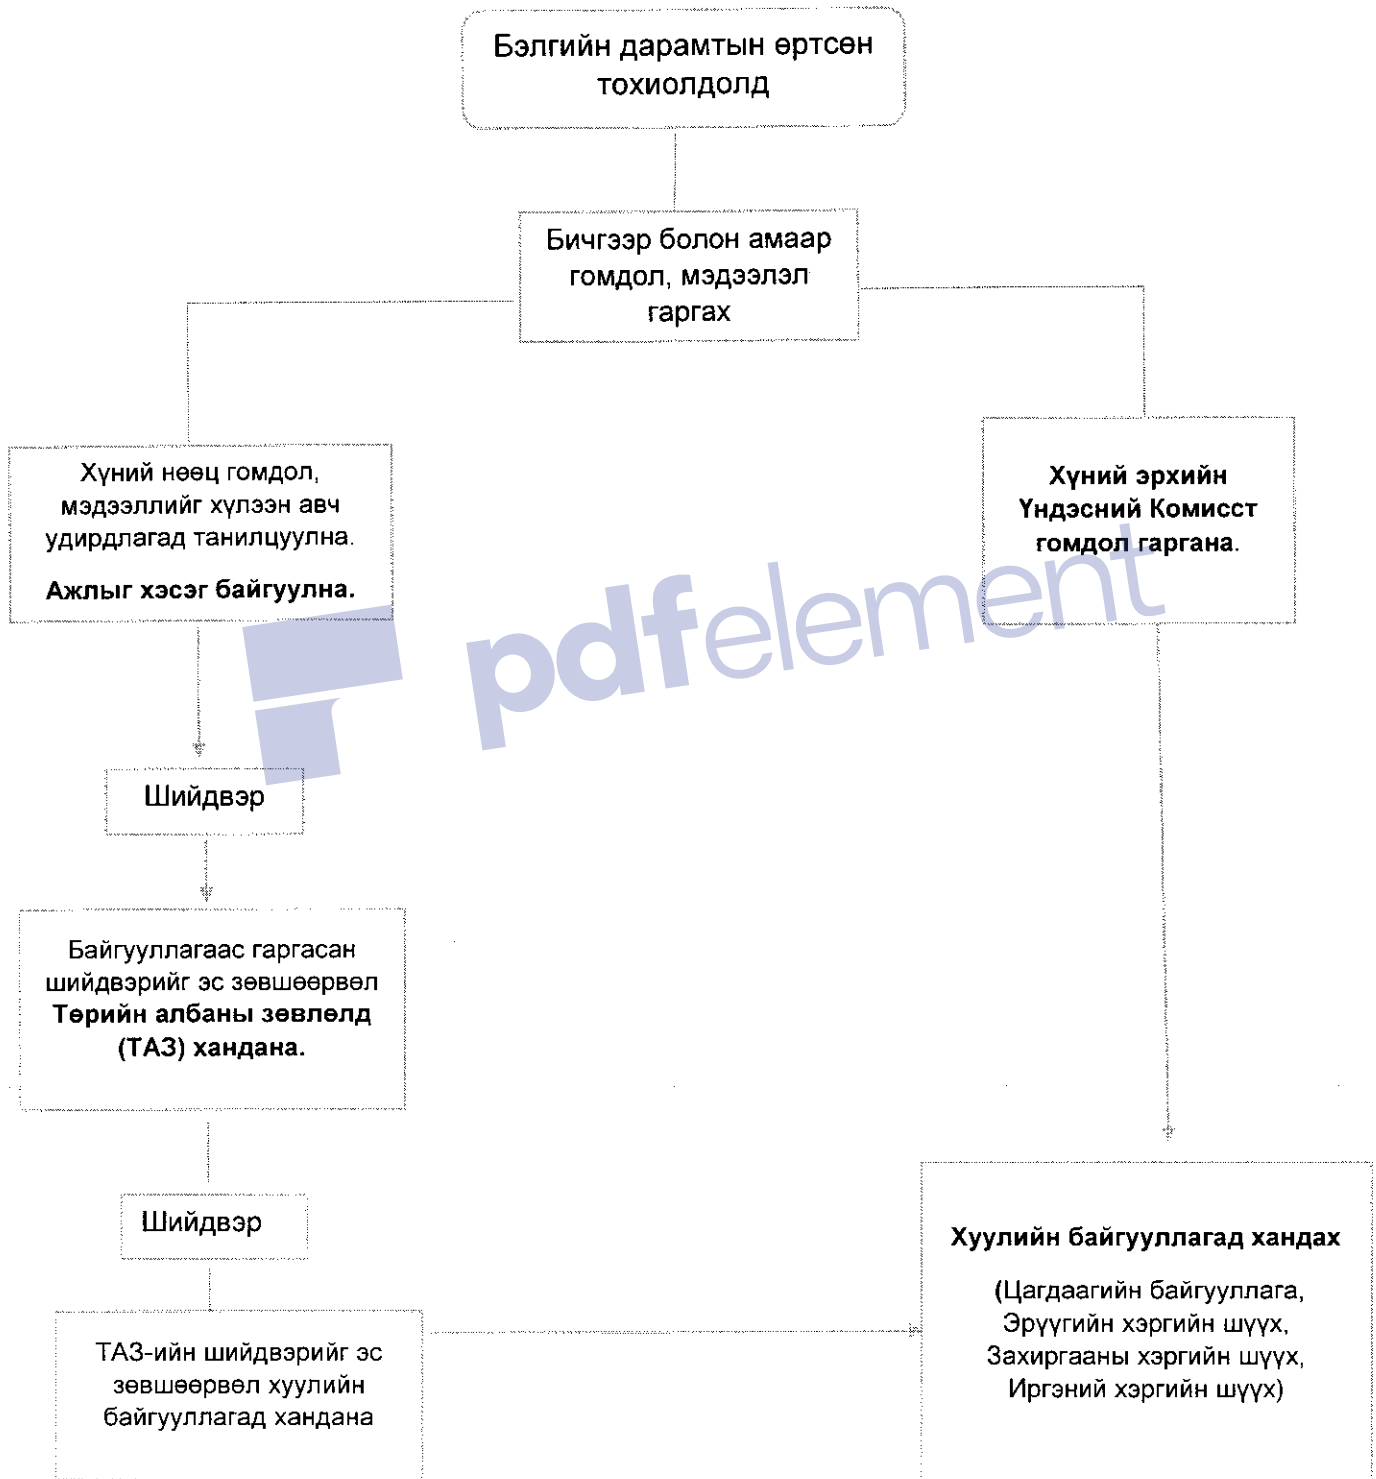 Бэлгийн дарамтын өртсөн
тохиолдолд
Бичгээр болон амаар
гомдол, мэдээлэл
гаргах
Хүний нөөц гомдол,
мэдээллийг хүлээн авч
удирдлагад танилцуулна.
Ажлыг хэсэг байгуулна.
Хүний эрхийн
Үндэсний Комисст
гомдол гаргана.
pdfelement
Шийдвэр
Байгууллагаас гаргасан
шийдвэрийг эс зөвшөөрвөл
Төрийн албаны зөвлөлд
(ТАЗ) хандана.
Шийдвэр
ТАЗ-ийн шийдвэрийг эс
зөвшөөрвөл хуулийн
байгууллагад хандана
Хуулийн байгууллагад хандах
(Цагдаагийн байгууллага,
Эрүүгийн хэргийн шүүх,
Захиргааны хэргийн шүүх,
Иргэний хэргийн шүүх)